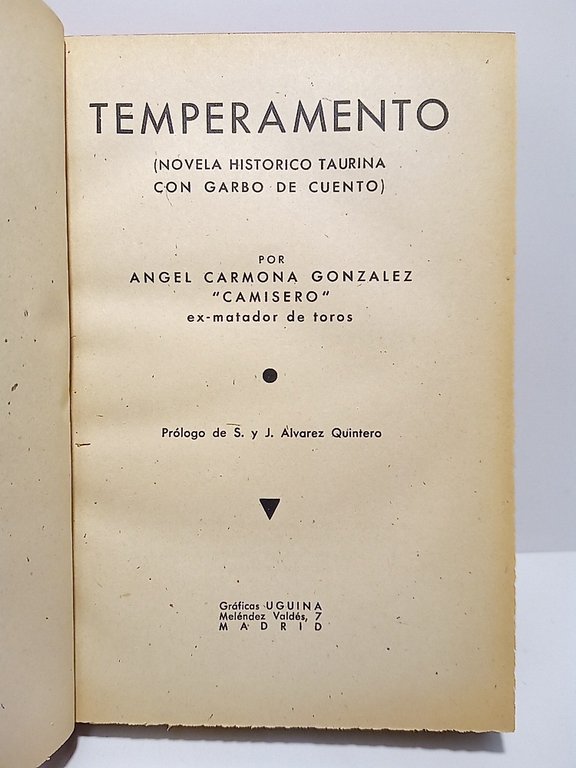 TEMPERAMENTO
(NOVELA HISTORICO TAURINA
CON GARBO DE CUENTO)
POR
ANGEL CARMONA GONZALEZ
"CAMISERO"
ex-matador de toros
Prólogo de S. y J. Alvarez Quintero
Gráficas UGUINA
Meléndez Valdés, 7
MADRID